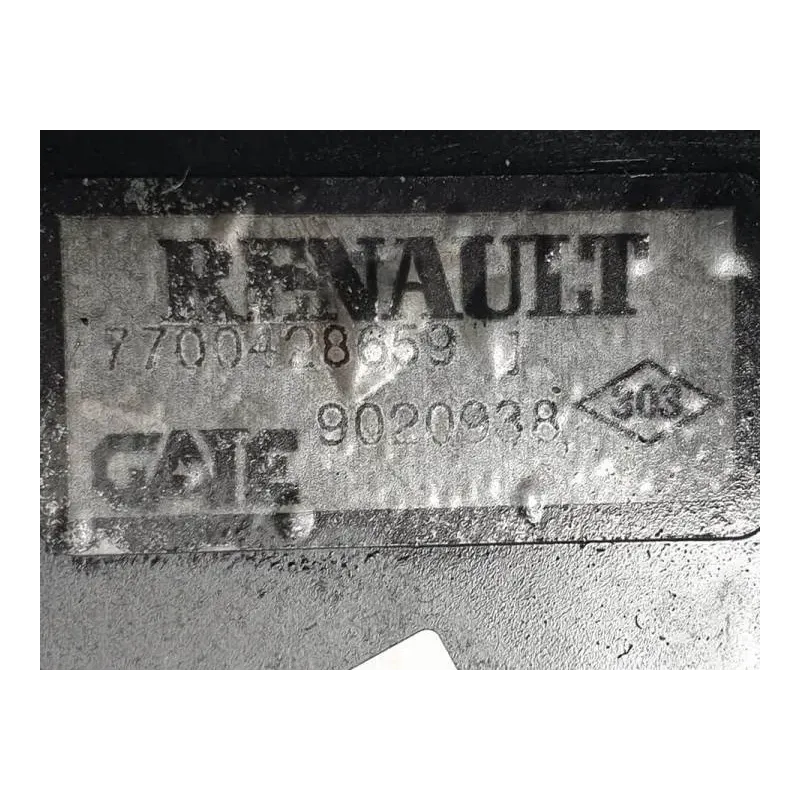 RENAULT
7700428659 J
9020938 303
GATE